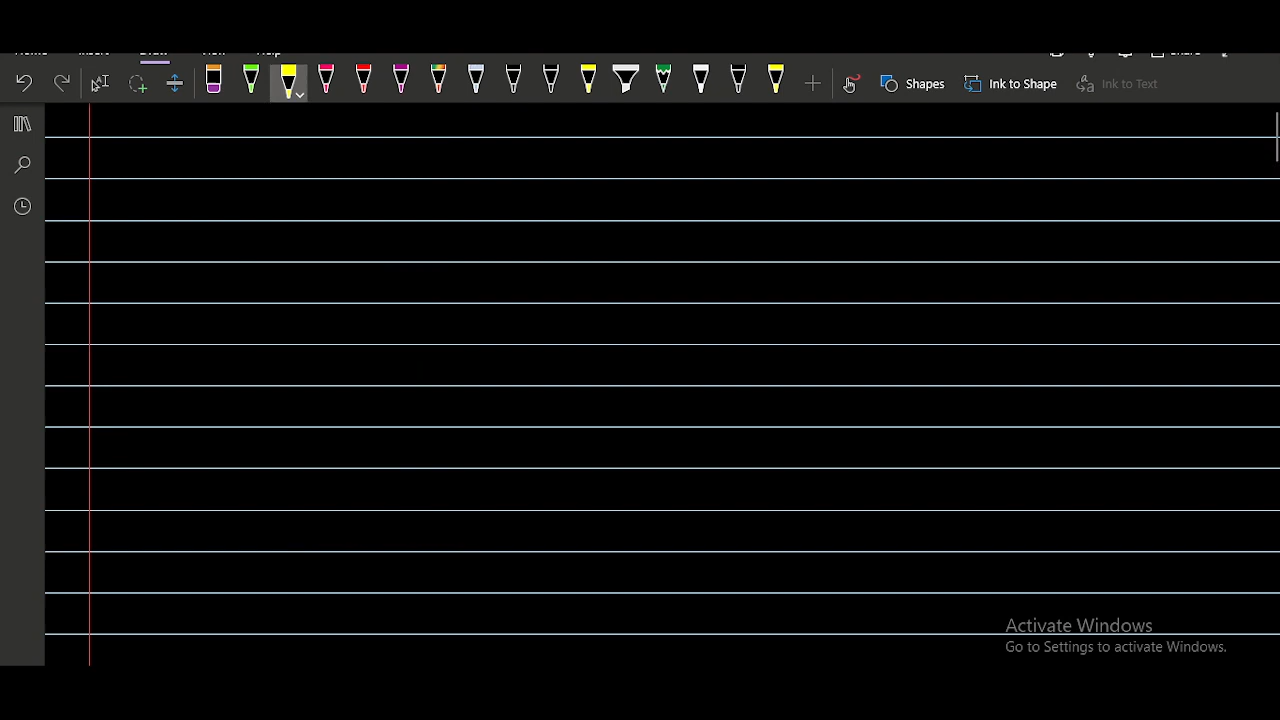 Shapes
Ink to Shape
Ink to Text
Activate Windows
Go to Settings to activate Windows.